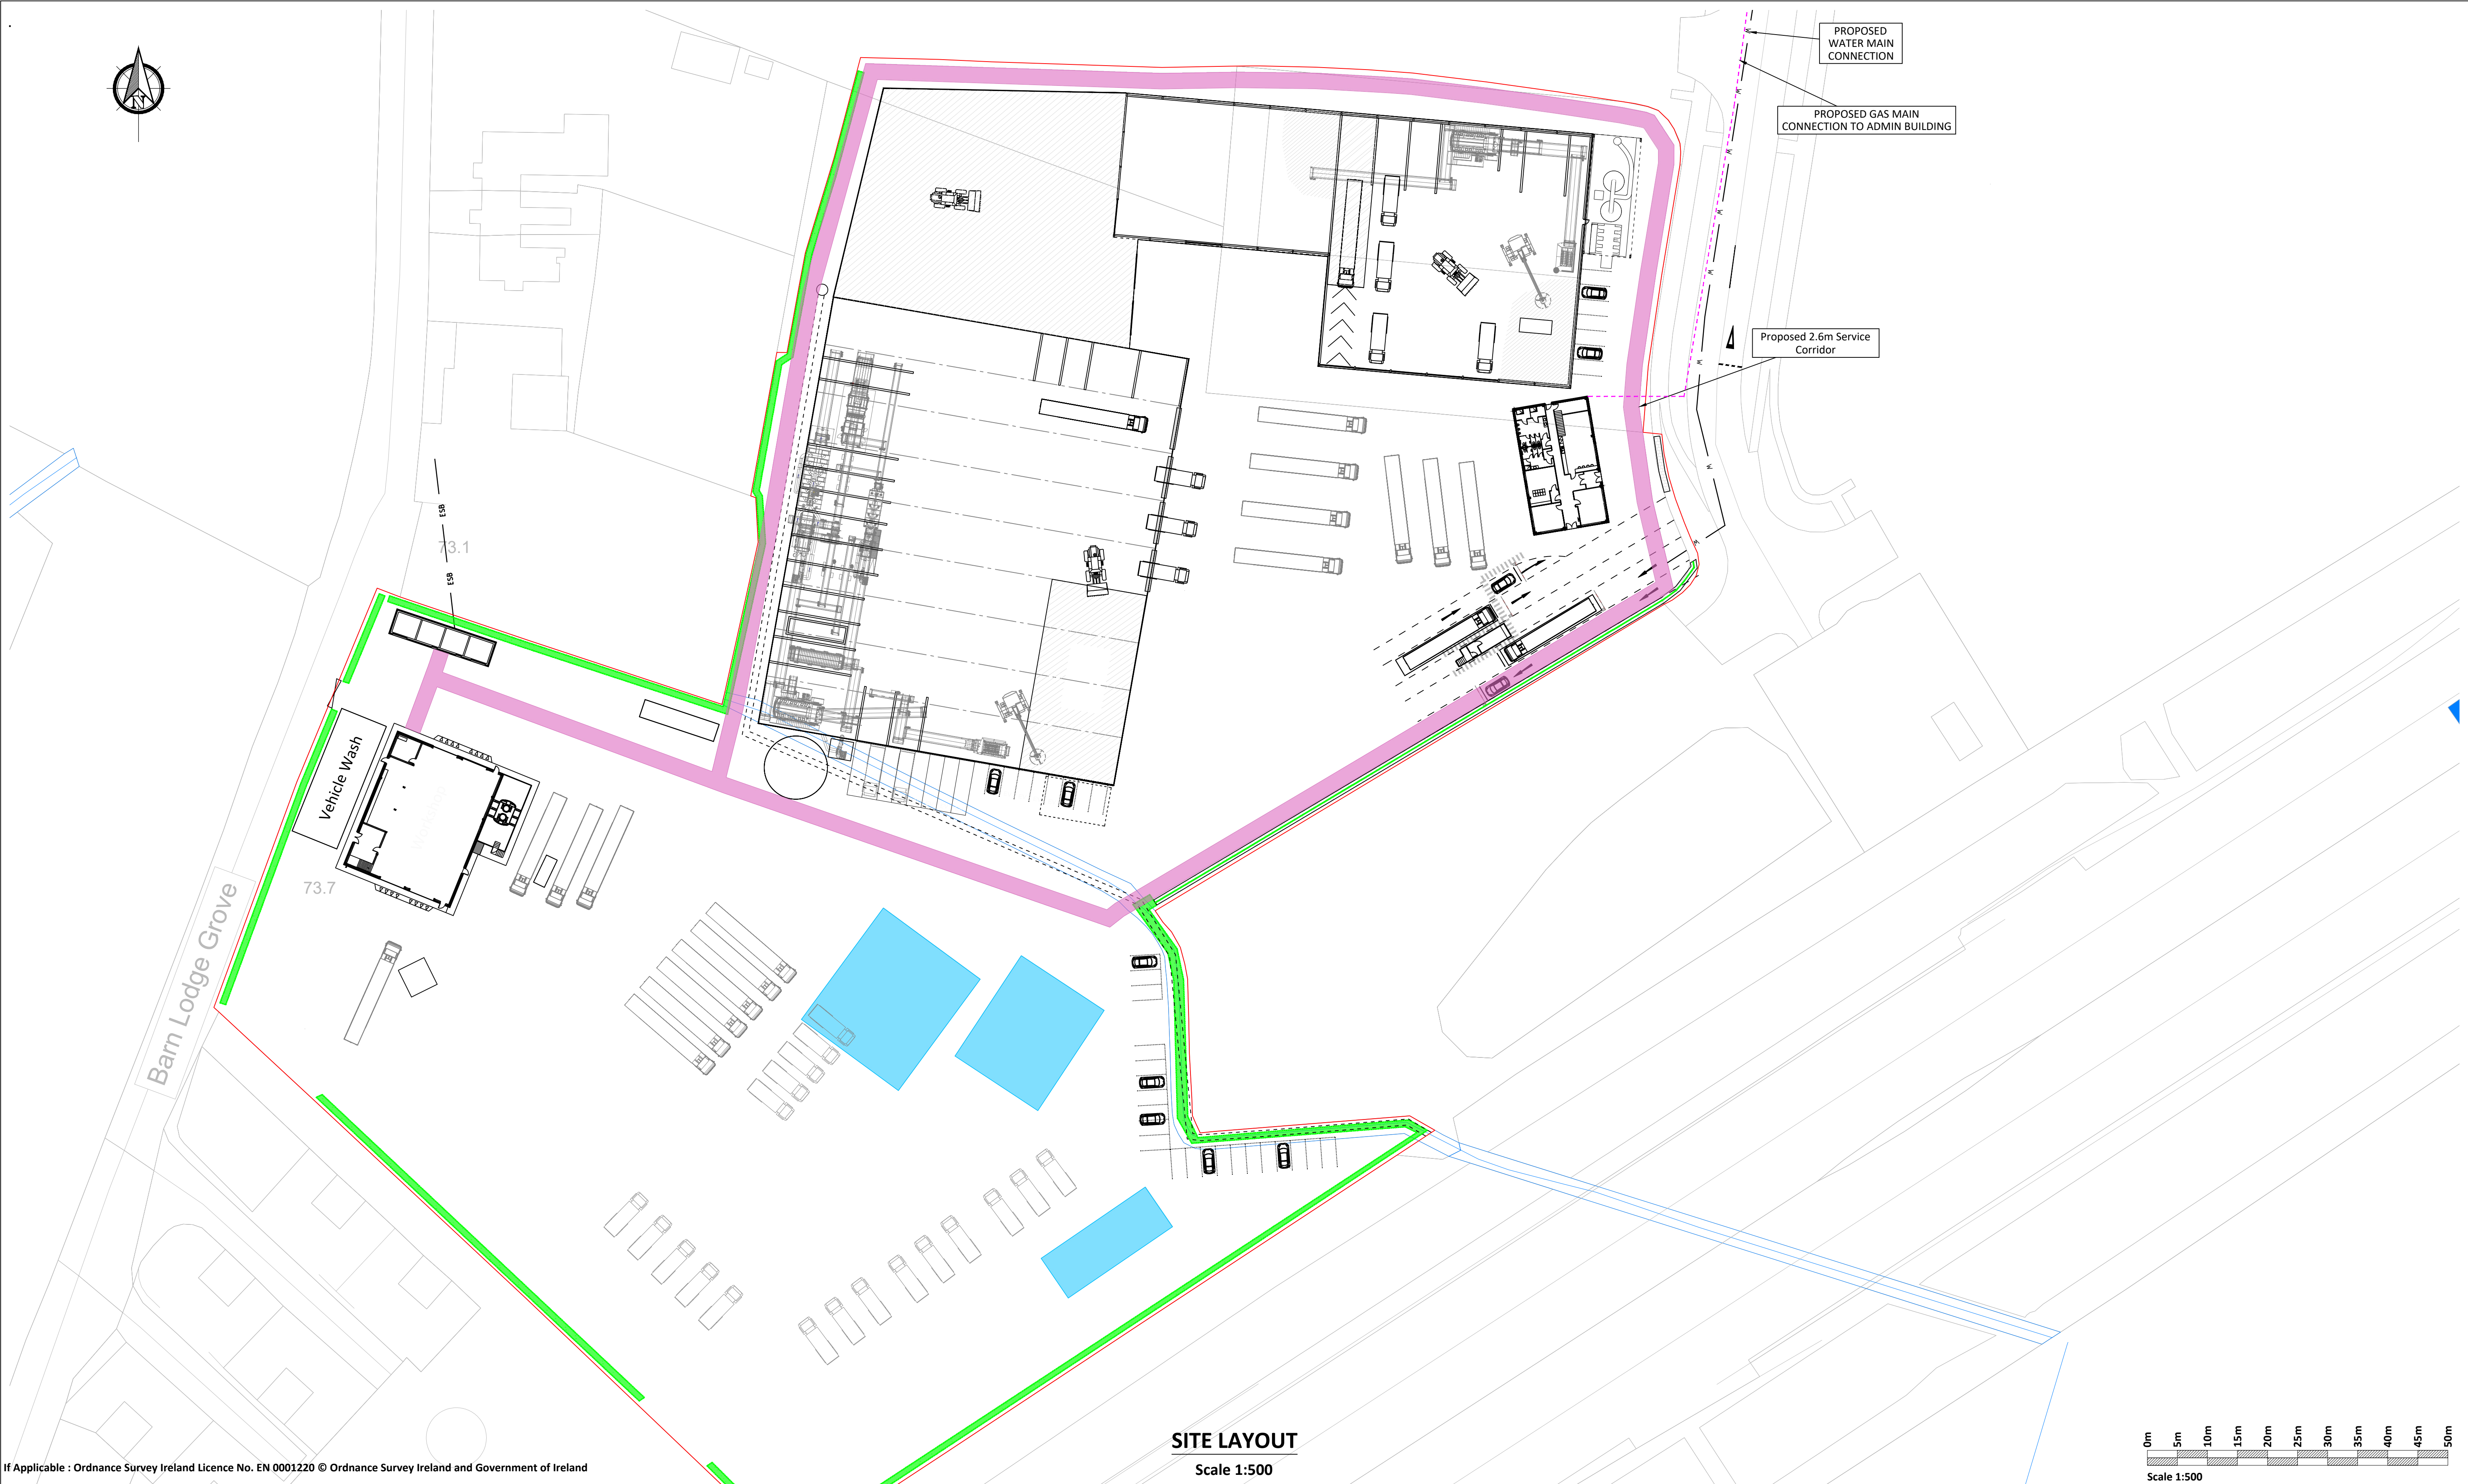 N
PROPOSED
WATER MAIN
CONNECTION
PROPOSED GAS MAIN
CONNECTION TO ADMIN BUILDING
Proposed 2.6m Service
Corridor
W
W
W
W
W
W
W
W
ESB
73.1
ESB
Vehicle Wash
73.7
Barn Lodge Grove
SITE LAYOUT
Scale 1:500
0m
5m
10m
15m
20m
25m
30m
35m
40m
45m
50m
Scale 1:500
If Applicable : Ordnance Survey Ireland Licence No. EN 0001220 © Ordnance Survey Ireland and Government of Ireland